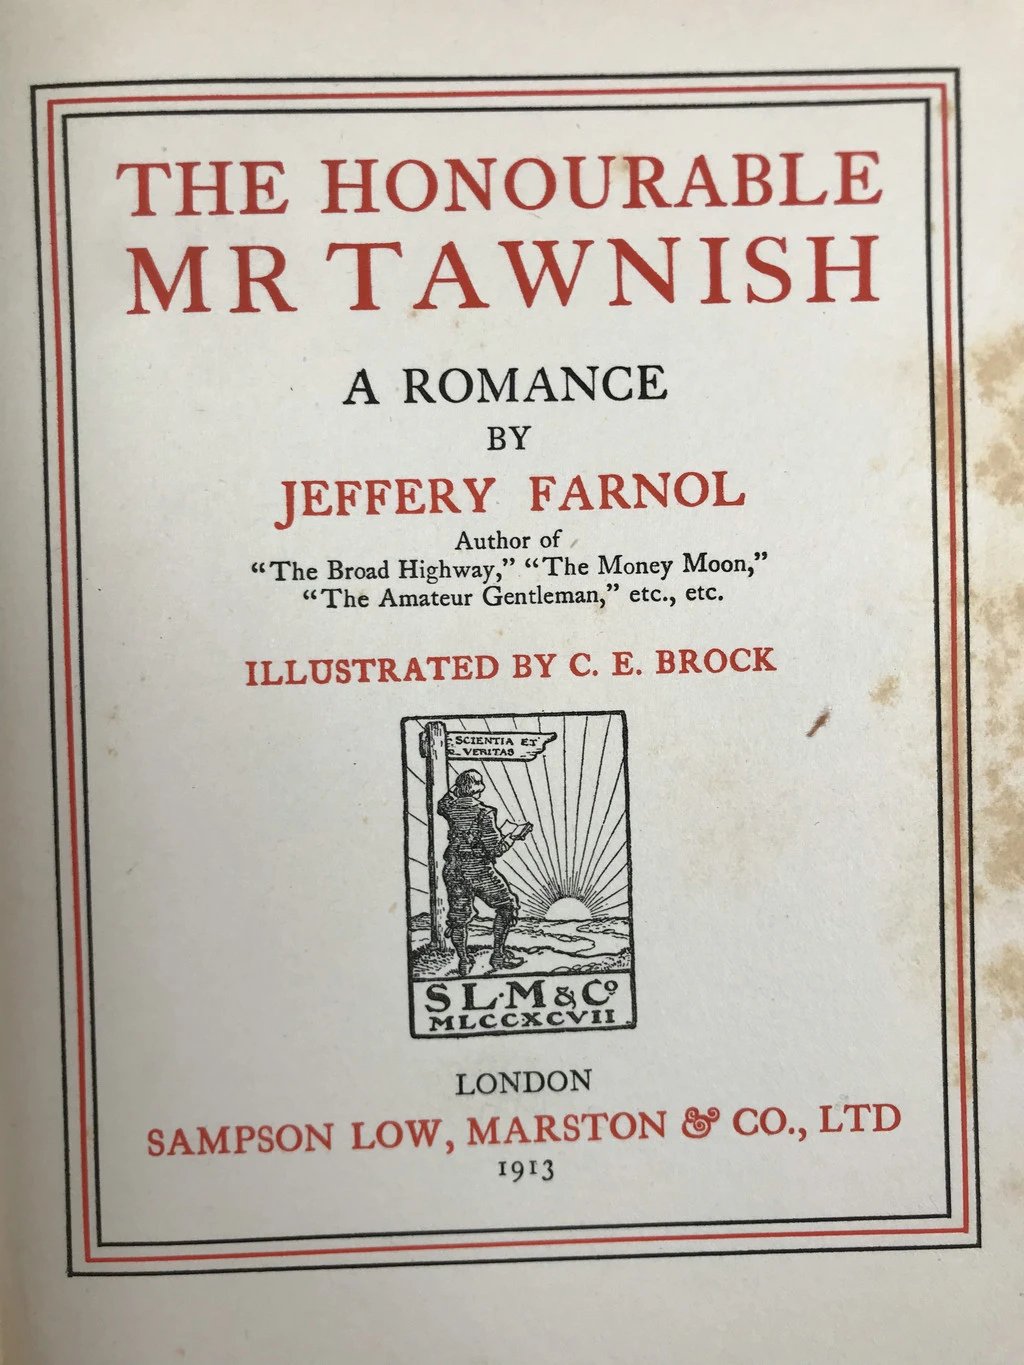 THE HONOURABLE
MR TAWNISH
A ROMANCE
BY
JEFFERY FARNOL
Author of
“The Broad Highway,” “The Money Moon,”
“The Amateur Gentleman,” etc., etc.
ILLUSTRATED BY C. E. BROCK
SCIENTIA ET
VERITAS
S L·M & Co
MLCCXCVII
LONDON
SAMPSON LOW, MARSTON & CO., LTD
1913